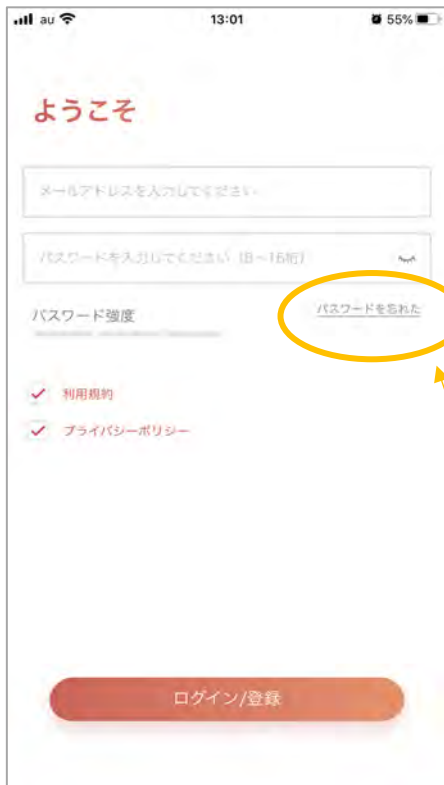 au 13:01 55%
ようこそ
メールアドレスを入力してください
パスワードを入力してください (8~16桁)
パスワード強度 パスワードを忘れた
利用規約
プライバシーポリシー
ログイン/登録